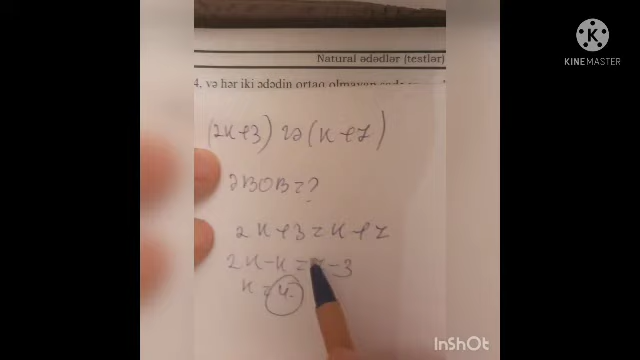 K
KINEMASTER
Natural ədədlər (testlər)
4, və hər iki ədədin ortaq olmayan sadə
(2n+3) və (n+7)
ƏBOB=?
2n+3=n+7
2n-n= -3
n=4
InShOt